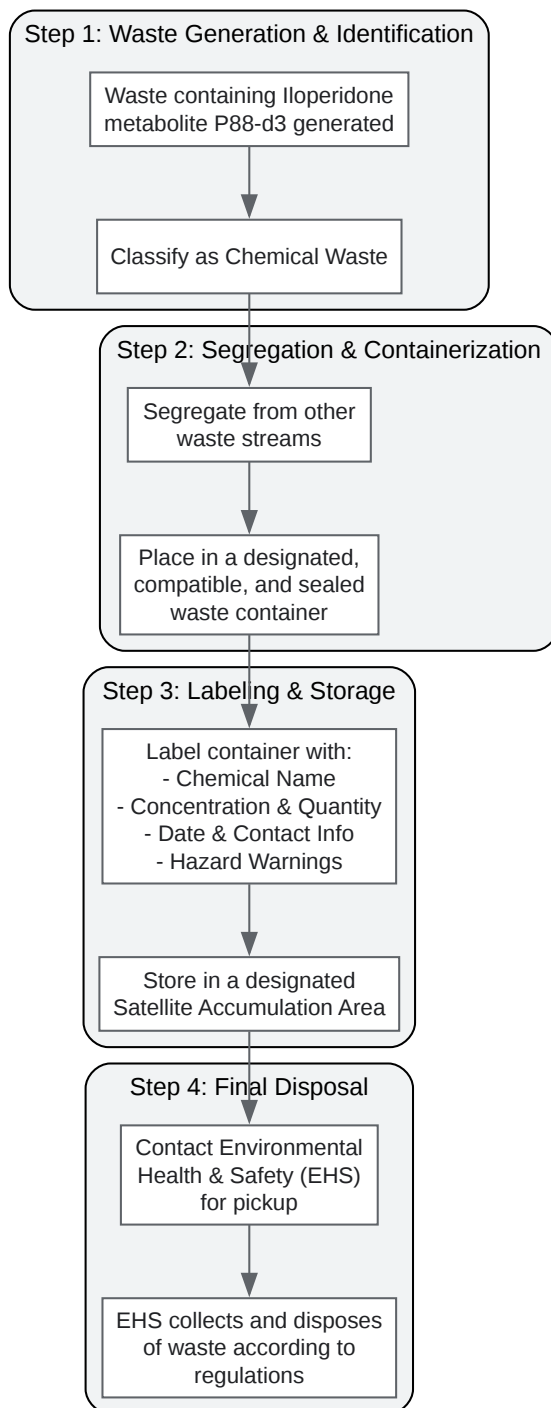 Step 1: Waste Generation & Identification
Waste containing Iloperidone
metabolite P88-d3 generated
Classify as Chemical Waste
Step 2: Segregation & Containerization
Segregate from other
waste streams
Place in a designated,
compatible, and sealed
waste container
Step 3: Labeling & Storage
Label container with:
- Chemical Name
- Concentration & Quantity
- Date & Contact Info
- Hazard Warnings
Store in a designated
Satellite Accumulation Area
Step 4: Final Disposal
Contact Environmental
Health & Safety (EHS)
for pickup
EHS collects and disposes
of waste according to
regulations